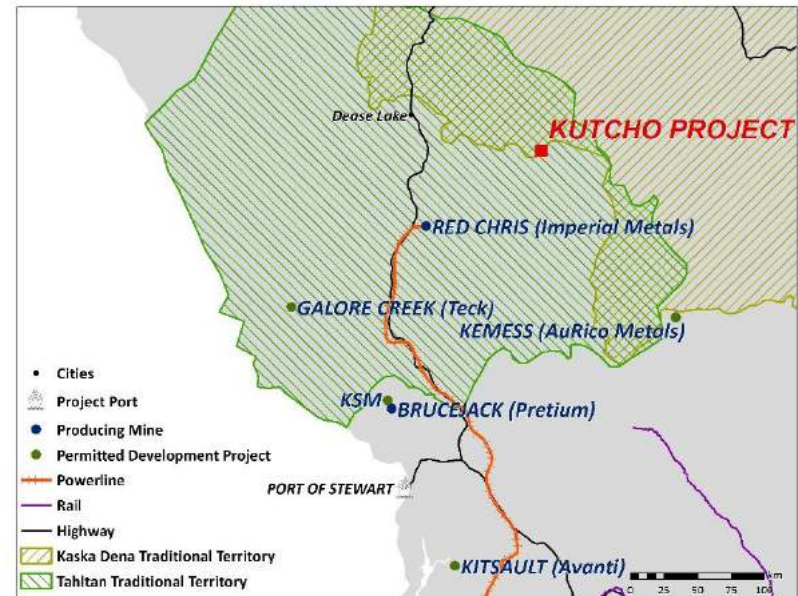 Dease Lake
KUTCHO PROJECT
RED CHRIS (Imperial Metals)
GALORE CREEK (Teck)
KEMESS (AuRico Metals)
KSM
BRUCEJACK (Pretium)
PORT OF STEWART
KITSAULT (Avanti)
Cities
Project Port
Producing Mine
Permitted Development Project
Powerline
Rail
Highway
Kaska Dena Traditional Territory
Tahltan Traditional Territory
km
0 25 50 75 100